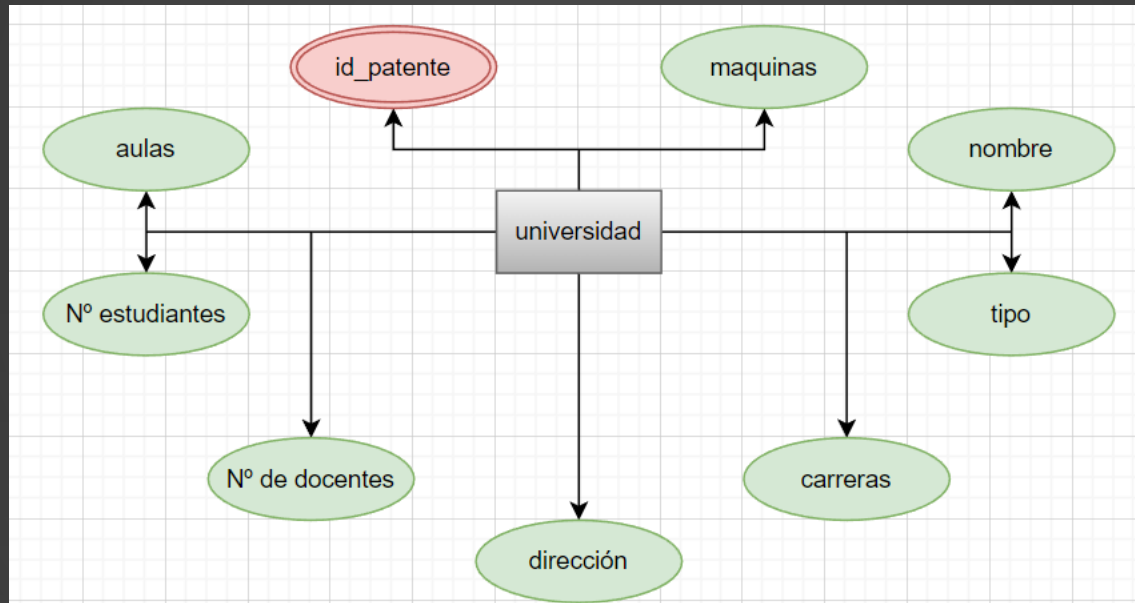 id_patente
maquinas
aulas
nombre
universidad
Nº estudiantes
tipo
Nº de docentes
carreras
dirección